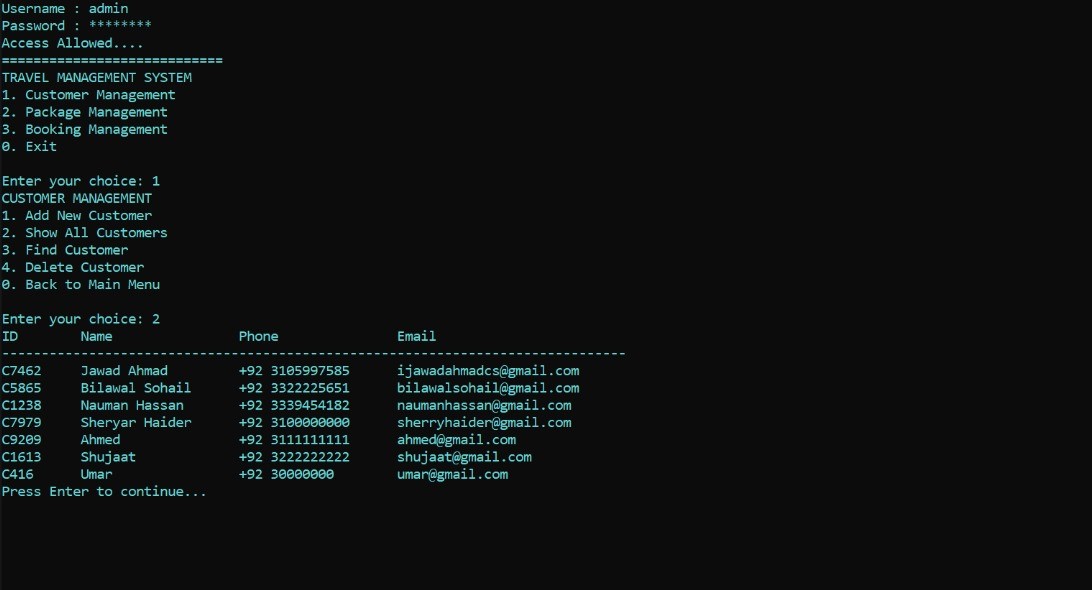 Username : admin
Password : ********
Access Allowed....
============================
TRAVEL MANAGEMENT SYSTEM
1. Customer Management
2. Package Management
3. Booking Management
0. Exit

Enter your choice: 1
CUSTOMER MANAGEMENT
1. Add New Customer
2. Show All Customers
3. Find Customer
4. Delete Customer
0. Back to Main Menu

Enter your choice: 2
ID        Name                Phone               Email
-------------------------------------------------------------------------------
C7462     Jawad Ahmad         +92 3105997585      ijawadahmadcs@gmail.com
C5865     Bilawal Sohail      +92 3322225651      bilawalsohail@gmail.com
C1238     Nauman Hassan       +92 3339454182      naumanhassan@gmail.com
C7979     Sheryar Haider      +92 3100000000      sherryhaider@gmail.com
C9209     Ahmed               +92 3111111111      ahmed@gmail.com
C1613     Shujaat             +92 3222222222      shujaat@gmail.com
C416      Umar                +92 30000000        umar@gmail.com
Press Enter to continue...